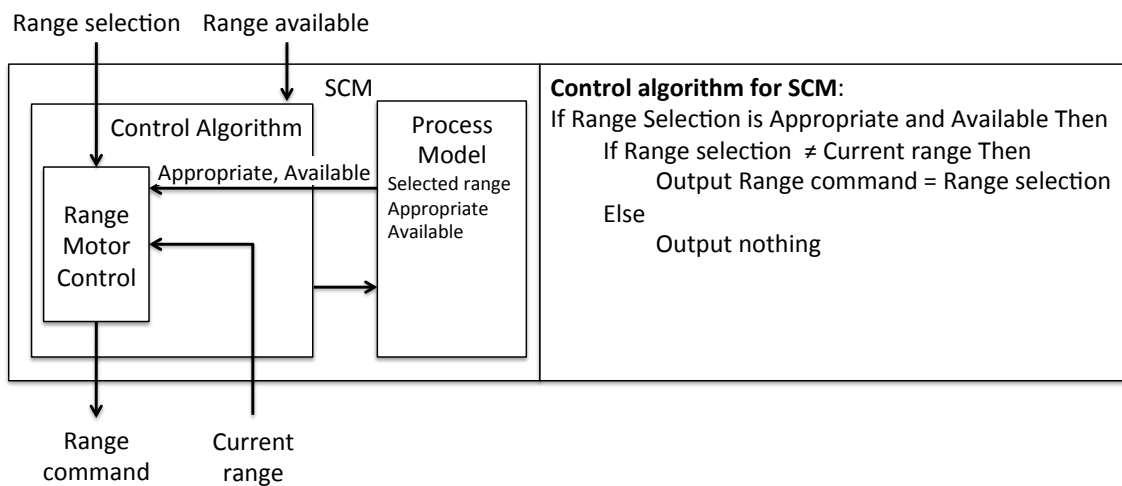 Range selection
Range available
SCM
Control Algorithm
Process
Model
Selected range
Appropriate
Available
Appropriate, Available
Range
Motor
Control
Range
command
Current
range
Control algorithm for SCM:
If Range Selection is Appropriate and Available Then
If Range selection ≠ Current range Then
Output Range command = Range selection
Else
Output nothing